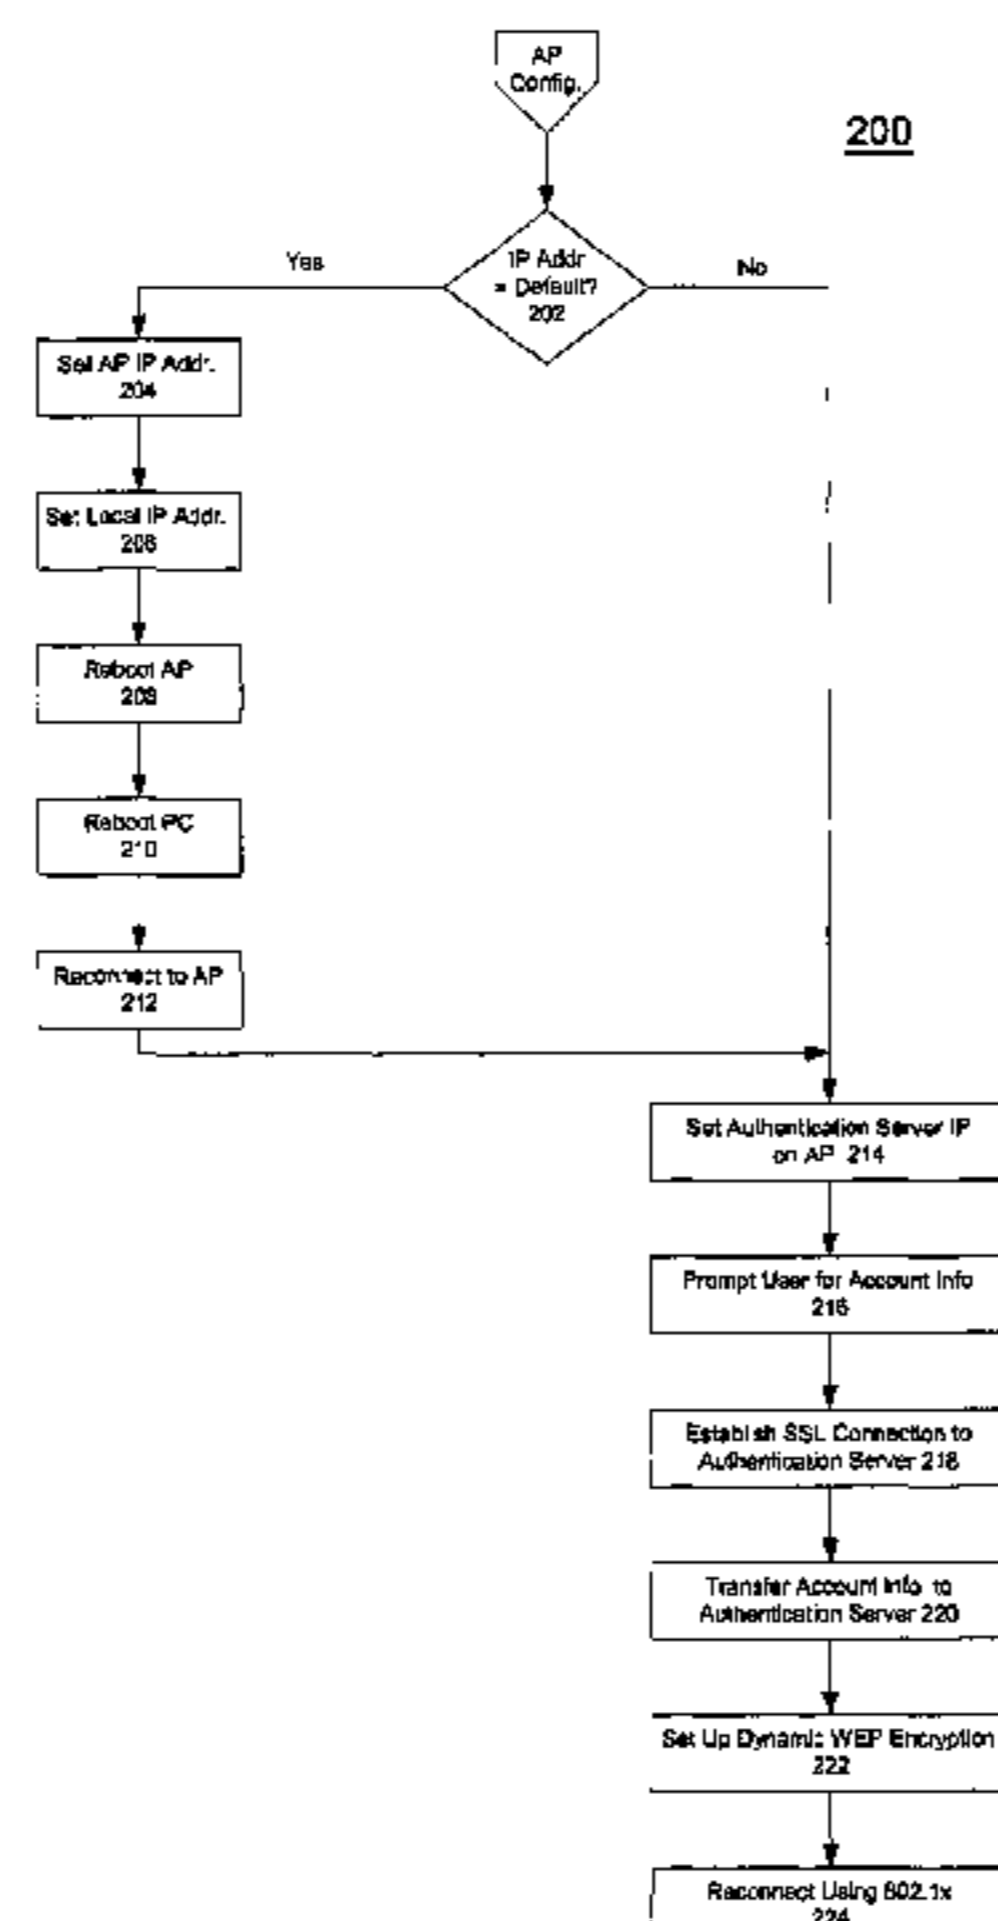 AP
Config.
200
IP Addr
= Default?
202
Yes
No
Set AP IP Addr.
204
Set Local IP Addr.
206
Reboot AP
208
Reboot PC
210
Reconnect to AP
212
Set Authentication Server IP
on AP 214
Prompt User for Account Info
216
Establish SSL Connection to
Authentication Server 218
Transfer Account Info to
Authentication Server 220
Set Up Dynamic WEP Encryption
222
Reconnect Using 802.1x
224